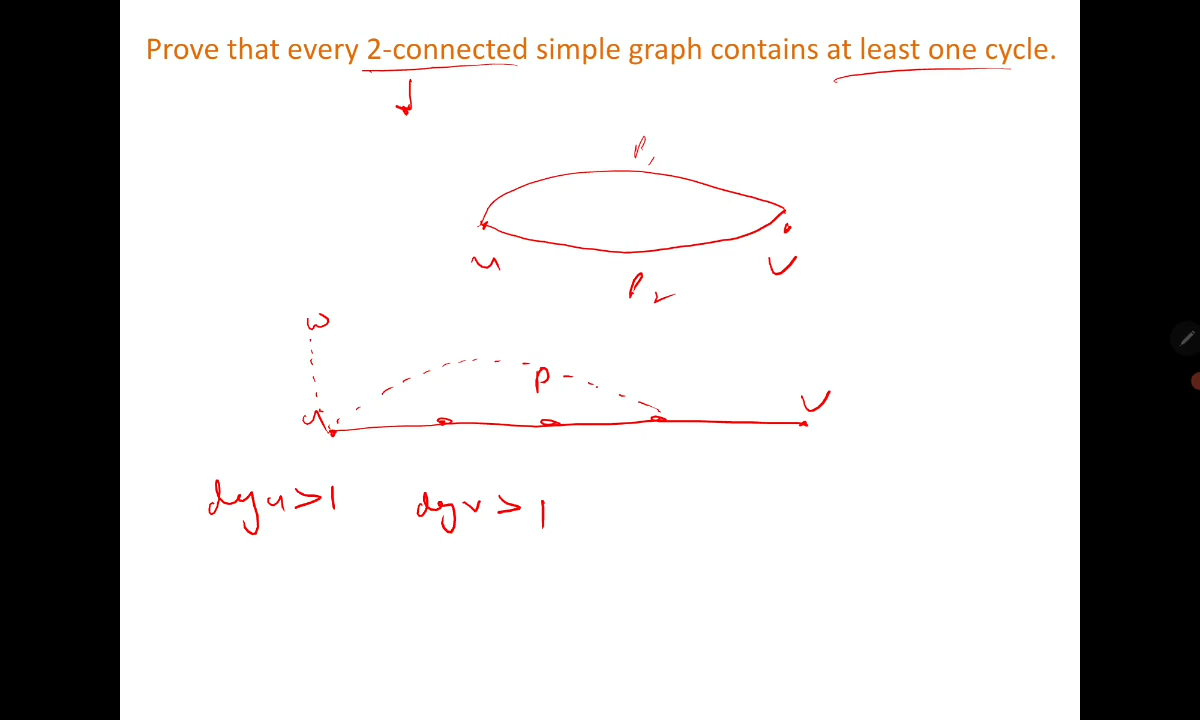 Prove that every 2-connected simple graph contains at least one cycle.
P1
u
v
P2
w
P
u
v
deg u > 1 deg v > 1